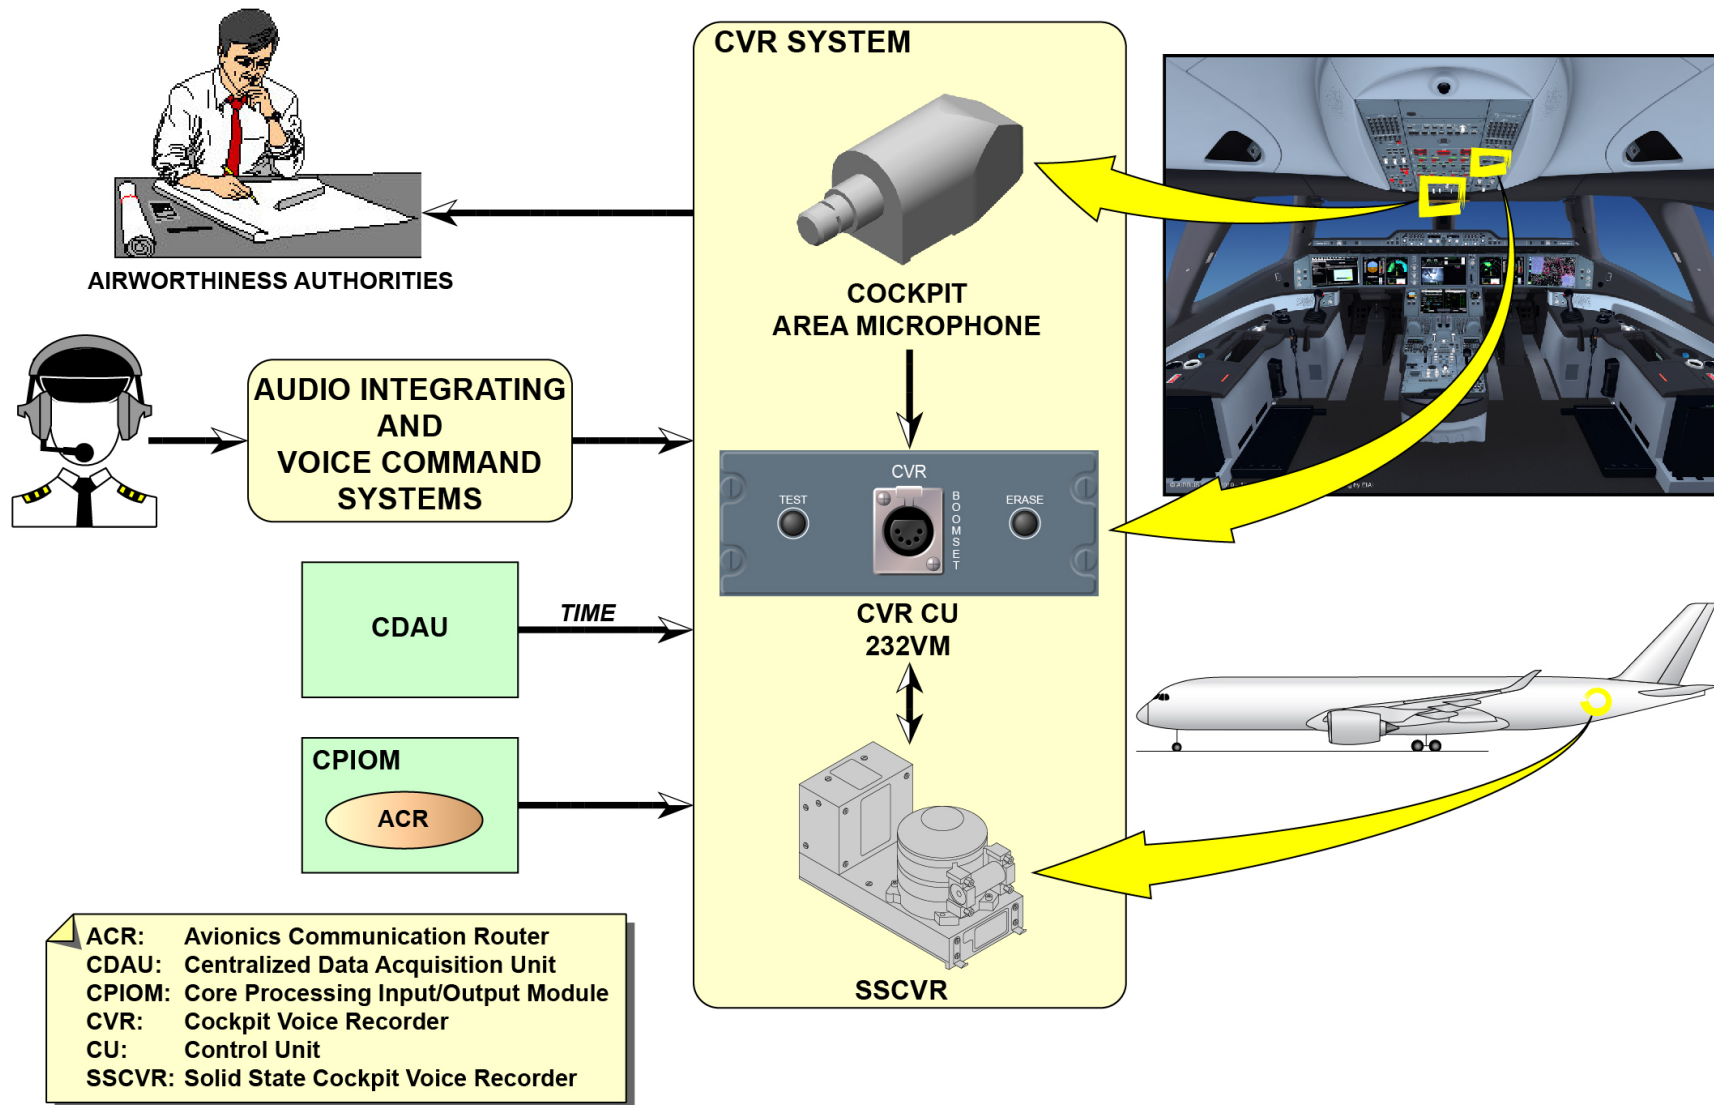 CVR SYSTEM
AIRWORTHINESS AUTHORITIES
COCKPIT
AREA MICROPHONE
AUDIO INTEGRATING
AND
VOICE COMMAND
SYSTEMS
CVR
TEST
BOOMSET
ERASE
CVR CU
232VM
CDAU
TIME
CPIOM
ACR
SSCVR
ACR: Avionics Communication Router
CDAU: Centralized Data Acquisition Unit
CPIOM: Core Processing Input/Output Module
CVR: Cockpit Voice Recorder
CU: Control Unit
SSCVR: Solid State Cockpit Voice Recorder